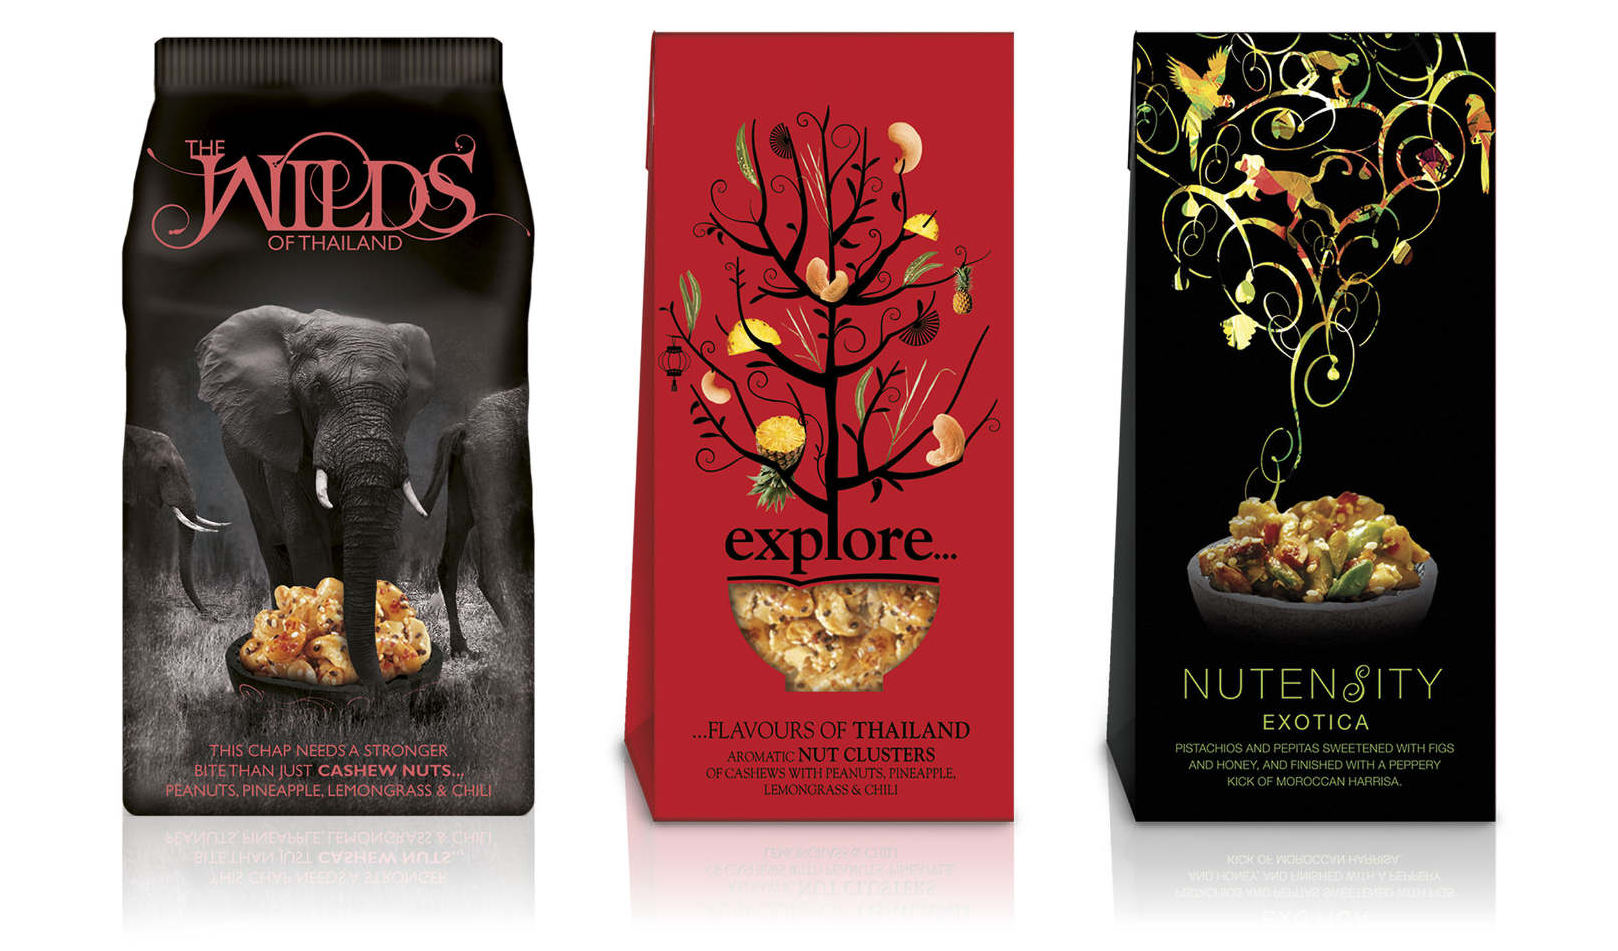 THE
WILDS
OF THAILAND
THIS CHAP NEEDS A STRONGER
BITE THAN JUST CASHEW NUTS...
PEANUTS, PINEAPPLE, LEMONGRASS & CHILI
explore...
...FLAVOURS OF THAILAND
AROMATIC NUT CLUSTERS
OF CASHEWS WITH PEANUTS, PINEAPPLE,
LEMONGRASS & CHILI
NUTENSITY
EXOTICA
PISTACHIOS AND PEPITAS SWEETENED WITH FIGS
AND HONEY, AND FINISHED WITH A PEPPERY
KICK OF MOROCCAN HARRISA.